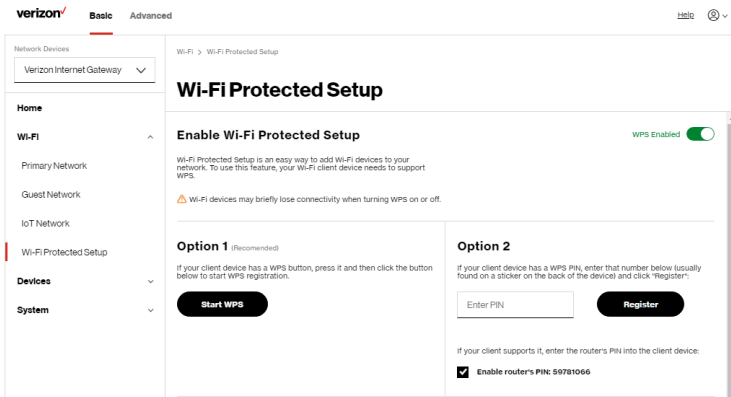 verizon✓
Basic Advanced
Help
Network Devices
Verizon Internet Gateway
Home
Wi-Fi
Primary Network
Guest Network
IoT Network
Wi-Fi Protected Setup
Devices
System
Wi-Fi > Wi-Fi Protected Setup
Wi-Fi Protected Setup
Enable Wi-Fi Protected Setup
WPS Enabled
Wi-Fi Protected Setup is an easy way to add Wi-Fi devices to your
network. To use this feature, your Wi-Fi client device needs to support
WPS.
Wi-Fi devices may briefly lose connectivity when turning WPS on or off.
Option 1 (Recomended)
If your client device has a WPS button, press it and then click the button
below to start WPS registration.
Start WPS
Option 2
If your client device has a WPS PIN, enter that number below (usually
found on a sticker on the back of the device) and click "Register":
Enter PIN
Register
If your client supports it, enter the router's PIN into the client device:
Enable router's PIN: 59781066